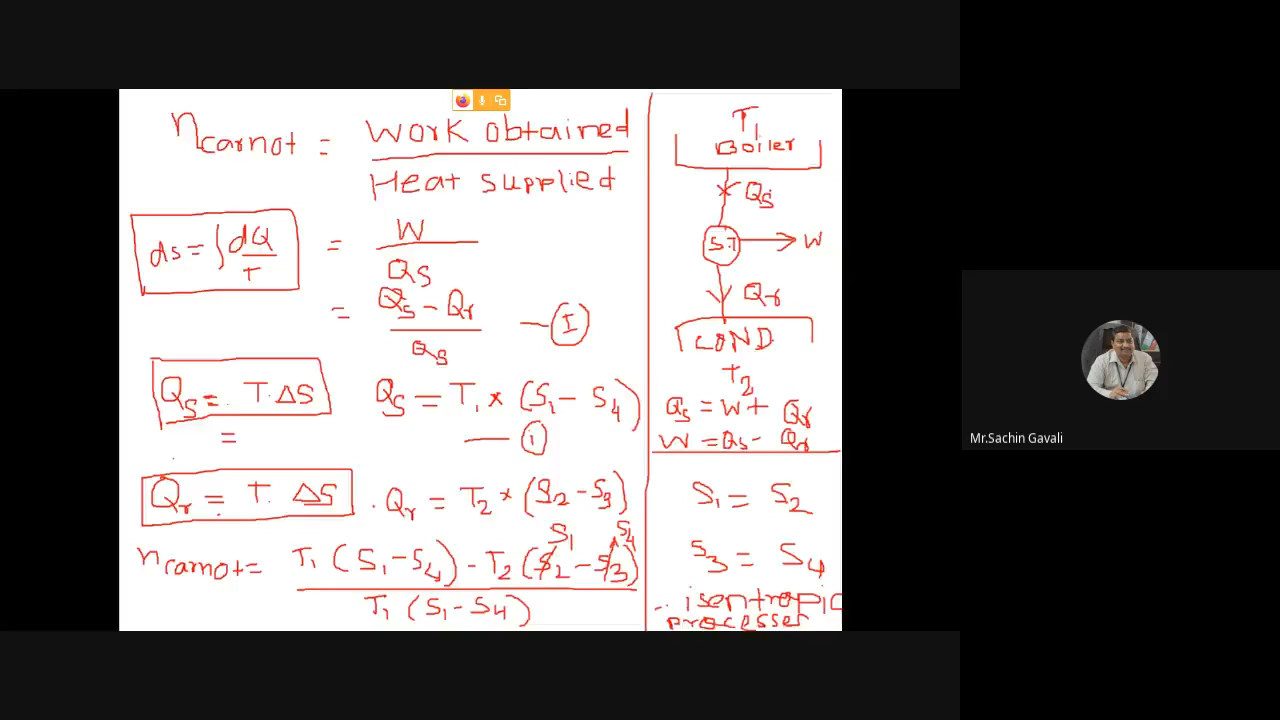 ηcarnot = Work obtained
Heat supplied
ds = ∫ dQ
T
= W
Qs
= Qs - Qr — I
Qs
Qs = T. ΔS
=
Qs = T1 × (S1 - S4)
— i
Qr = T. ΔS
Qr = T2 × (S2 - S3)
S1 S4
ηcarnot = T1 (S1 - S4) - T2 (S2 - S3)
T1 (S1 - S4)
T1
Boiler
Qs
S.T W
Qr
COND
T2
Qs = W + Qr
W = Qs - Qr
S1 = S2
S3 = S4
isentropic
processer
Mr.Sachin Gavali